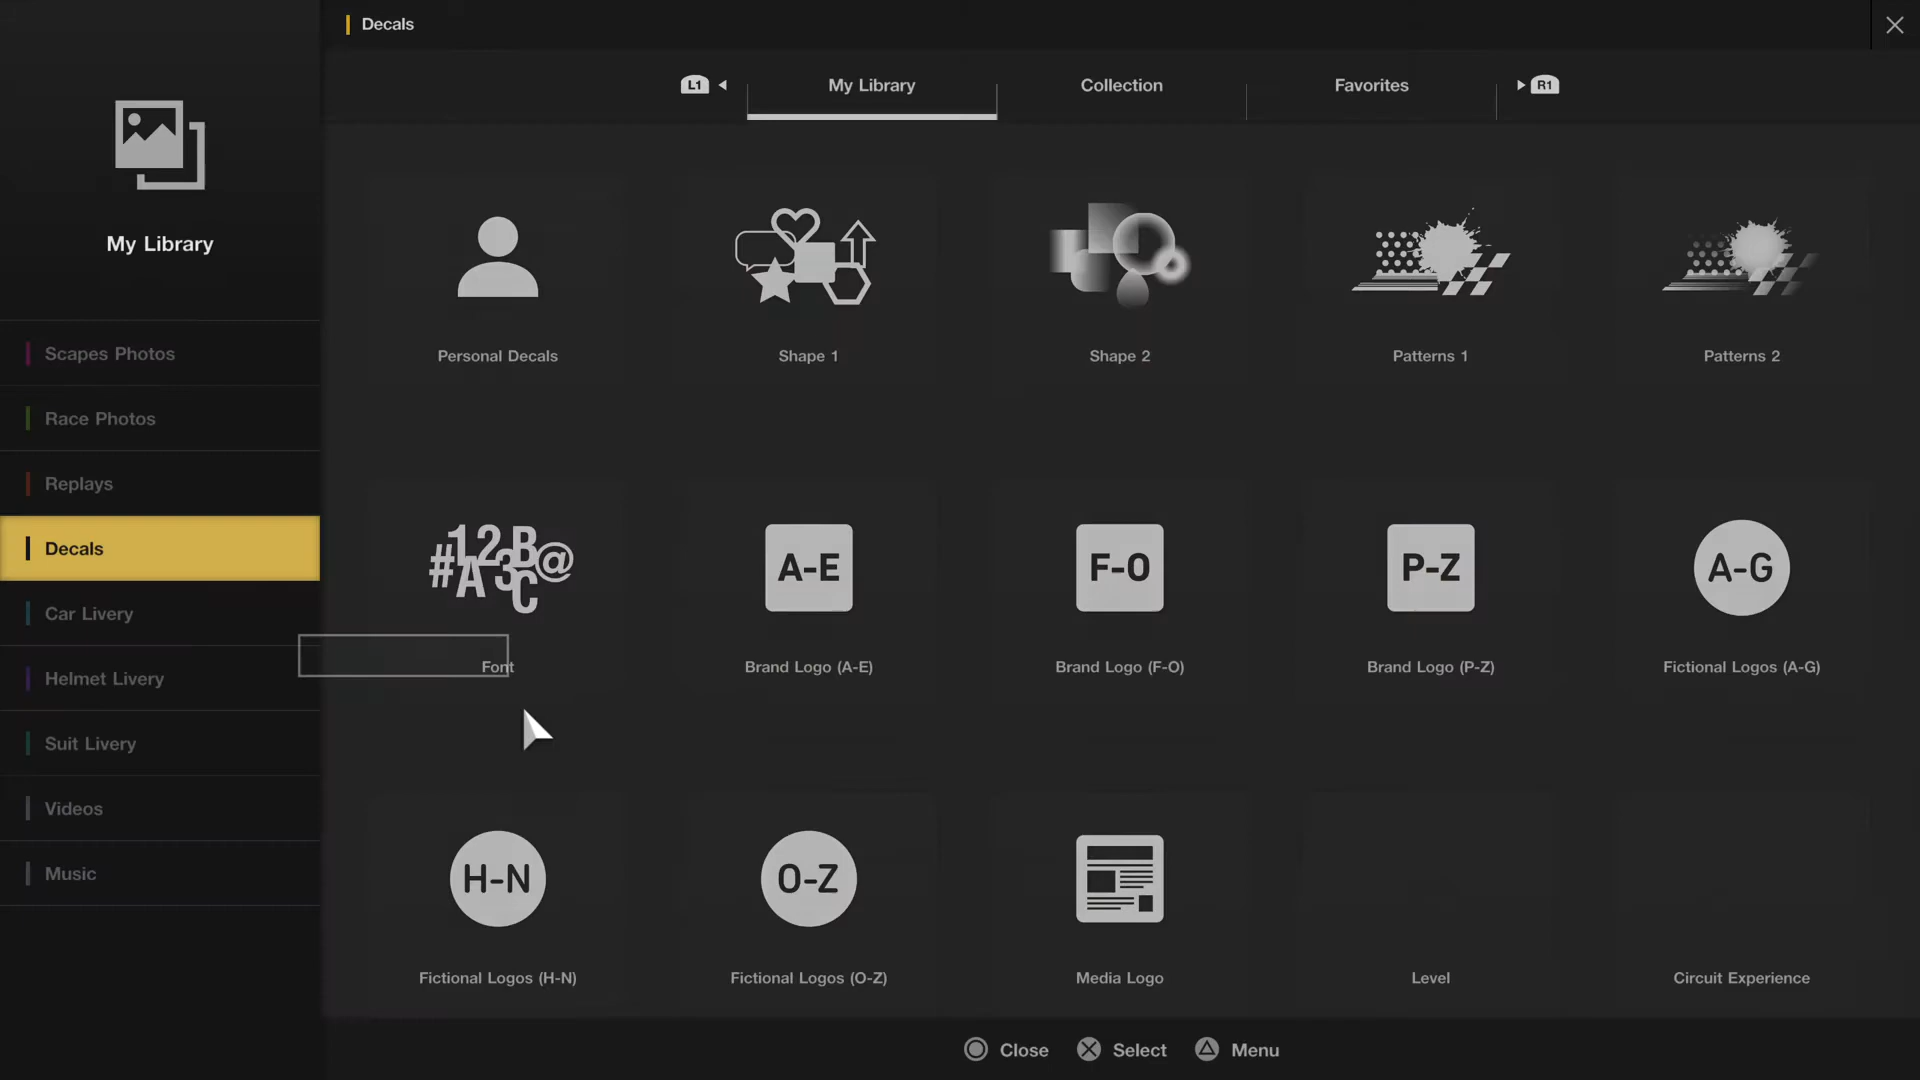 Decals
L1
My Library
Collection
Favorites
R1
My Library
Scapes Photos
Race Photos
Replays
Decals
Car Livery
Helmet Livery
Suit Livery
Videos
Music
Personal Decals
Shape 1
Shape 2
Patterns 1
Patterns 2
#A123BC@
Font
A-E
Brand Logo (A-E)
F-O
Brand Logo (F-O)
P-Z
Brand Logo (P-Z)
A-G
Fictional Logos (A-G)
H-N
Fictional Logos (H-N)
O-Z
Fictional Logos (O-Z)
Media Logo
Level
Circuit Experience
Close
Select
Menu